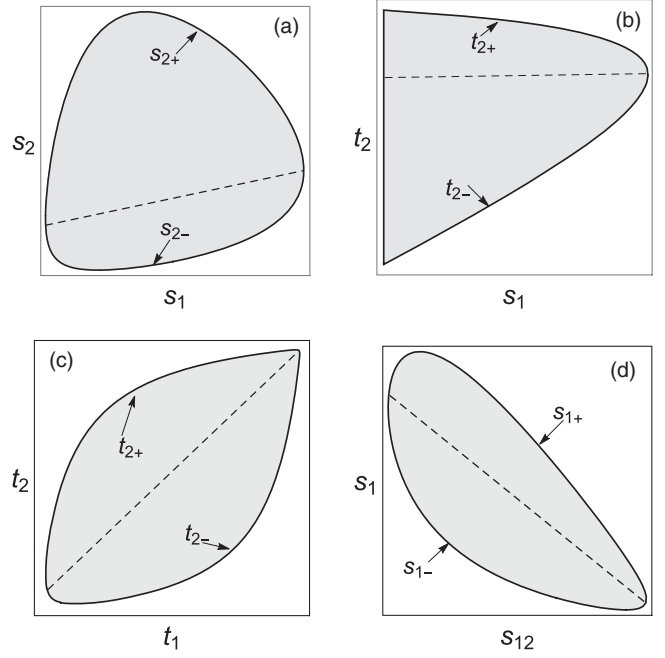 (a)
s2+
s2
s2−
s1
(b)
t2+
t2
t2−
s1
(c)
t2+
t2
t2−
t1
(d)
s1+
s1
s1−
s12